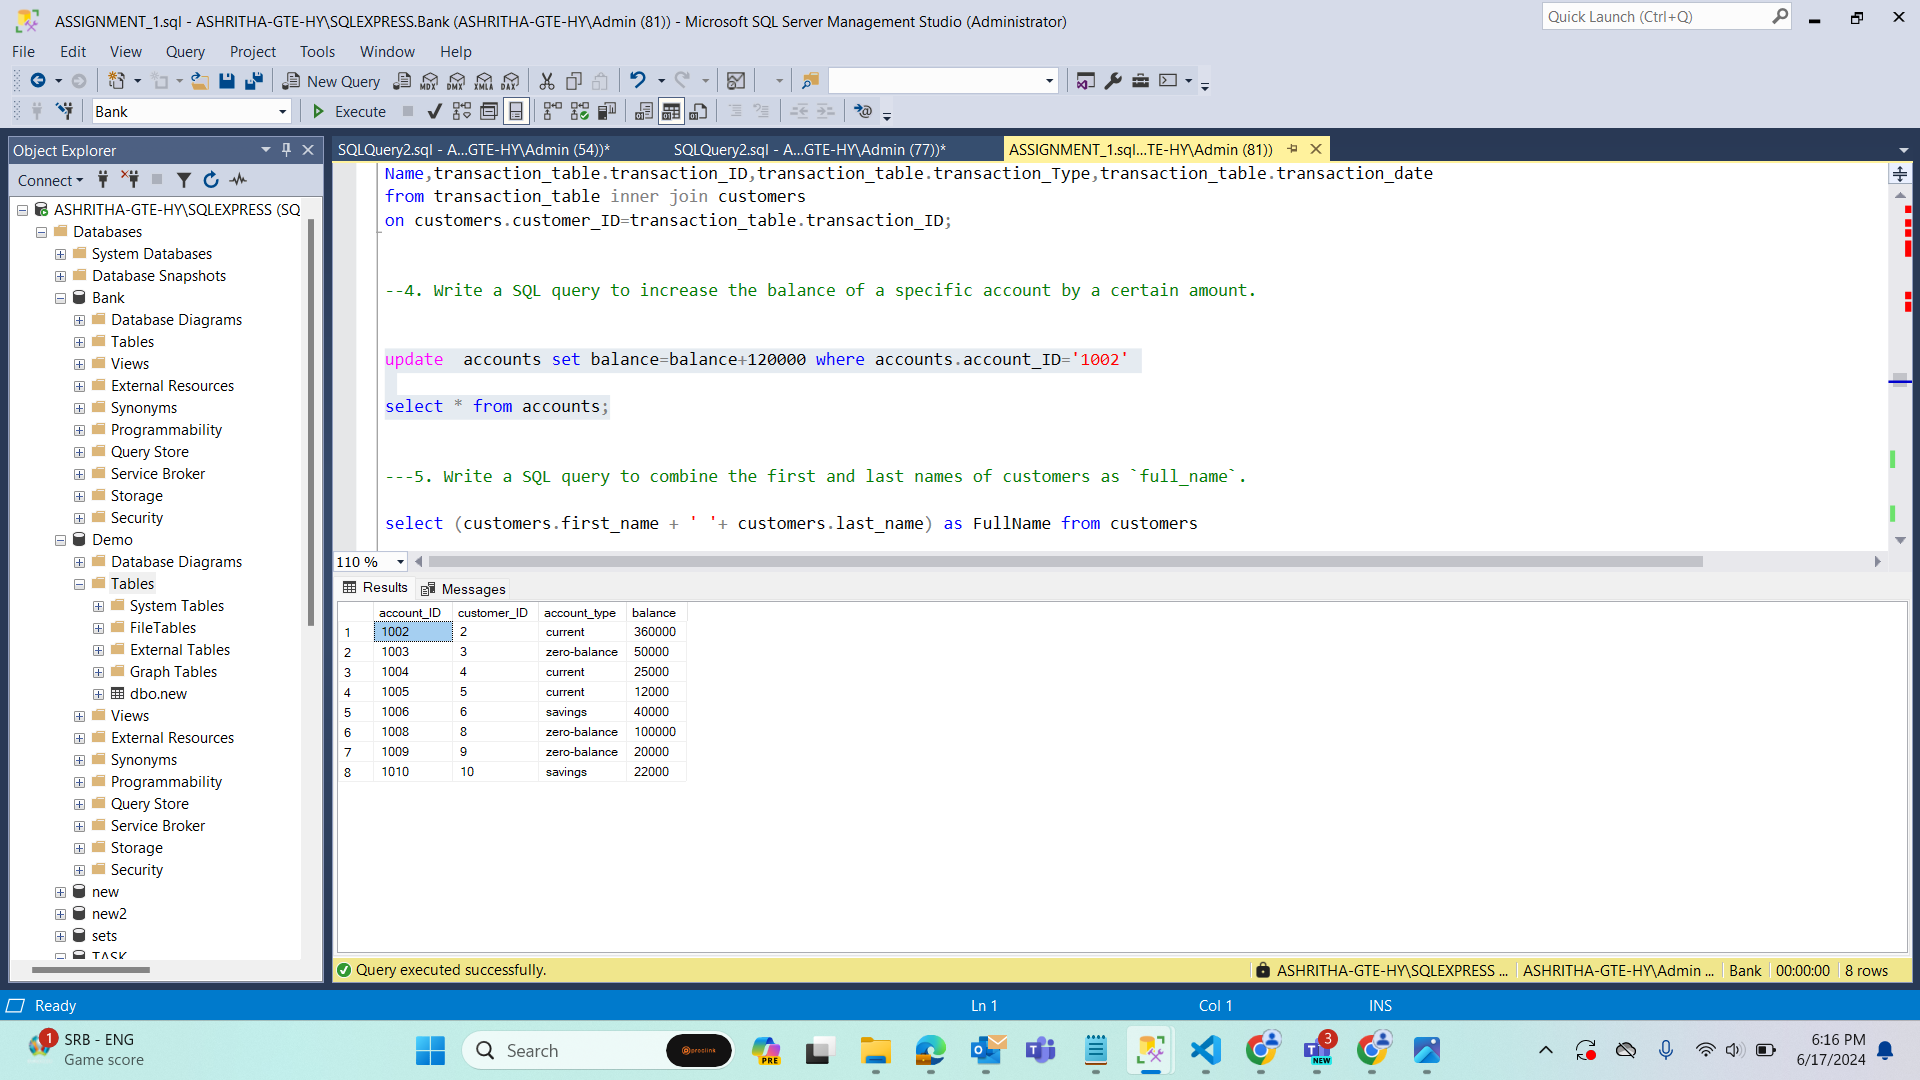 ASSIGNMENT_1.sql - ASHRITHA-GTE-HY\SQLEXPRESS.Bank (ASHRITHA-GTE-HY\Admin (81)) - Microsoft SQL Server Management Studio (Administrator)
Quick Launch (Ctrl+Q)
File Edit View Query Project Tools Window Help
New Query MDX DMX XMLA DAX
Bank Execute
Object Explorer
SQLQuery2.sql - A...GTE-HY\Admin (54))* SQLQuery2.sql - A...GTE-HY\Admin (77))* ASSIGNMENT_1.sql...TE-HY\Admin (81))
Connect
ASHRITHA-GTE-HY\SQLEXPRESS (SQ
Databases
System Databases
Database Snapshots
Bank
Database Diagrams
Tables
Views
External Resources
Synonyms
Programmability
Query Store
Service Broker
Storage
Security
Demo
Database Diagrams
Tables
System Tables
FileTables
External Tables
Graph Tables
dbo.new
Views
External Resources
Synonyms
Programmability
Query Store
Service Broker
Storage
Security
new
new2
sets
TASK
Name,transaction_table.transaction_ID,transaction_table.transaction_Type,transaction_table.transaction_date
from transaction_table inner join customers
on customers.customer_ID=transaction_table.transaction_ID;
--4. Write a SQL query to increase the balance of a specific account by a certain amount.
update  accounts set balance=balance+120000 where accounts.account_ID='1002'
select * from accounts;
---5. Write a SQL query to combine the first and last names of customers as `full_name`.
select (customers.first_name + ' '+ customers.last_name) as FullName from customers
110 %
Results Messages
account_ID customer_ID account_type balance
1 1002 2 current 360000
2 1003 3 zero-balance 50000
3 1004 4 current 25000
4 1005 5 current 12000
5 1006 6 savings 40000
6 1008 8 zero-balance 100000
7 1009 9 zero-balance 20000
8 1010 10 savings 22000
Query executed successfully. ASHRITHA-GTE-HY\SQLEXPRESS ... ASHRITHA-GTE-HY\Admin ... Bank 00:00:00 8 rows
Ready Ln 1 Col 1 INS
1 SRB - ENG
Game score
Search
PRE
3
NEW
6:16 PM
6/17/2024